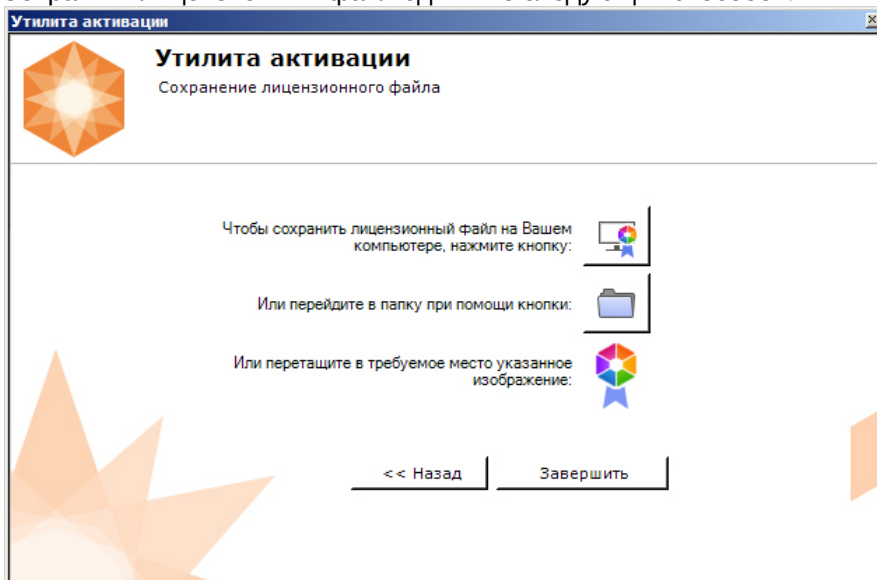 Утилита активации
Утилита активации
Сохранение лицензионного файла
Чтобы сохранить лицензионный файл на Вашем
компьютере, нажмите кнопку:
Или перейдите в папку при помощи кнопки:
Или перетащите в требуемое место указанное
изображение:
<< Назад
Завершить